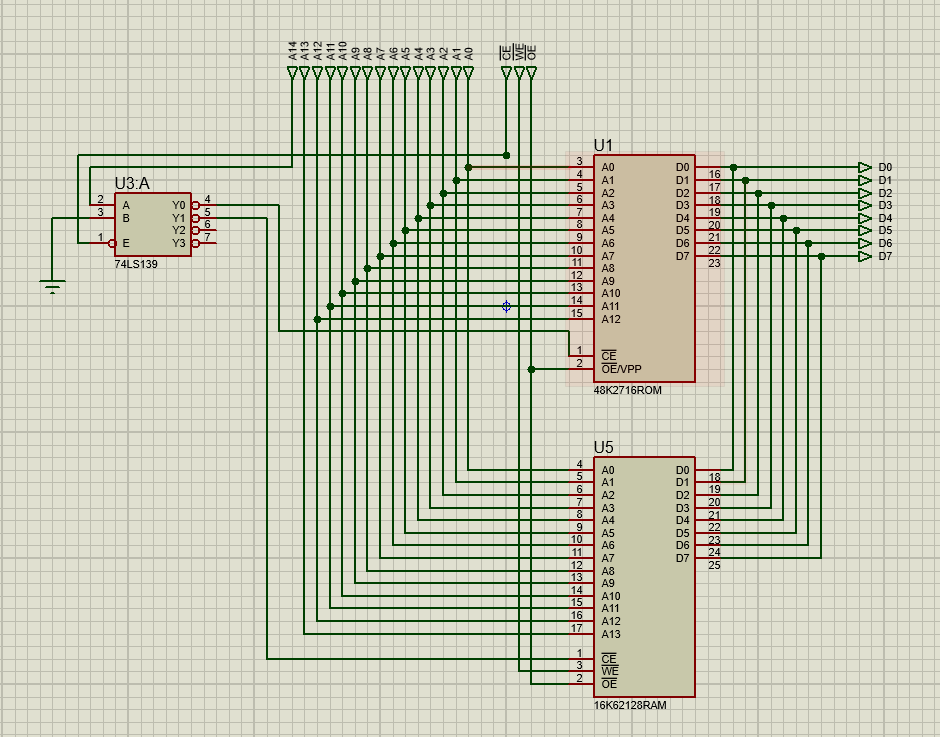 A14 A13 A12 A11 A10 A9 A8 A7 A6 A5 A4 A3 A2 A1 A0 CE WE OE
U3:A
2 A Y0 4
3 B Y1 5
Y2 6
1 E Y3 7
74LS139
U1
3 A0 D0 16
4 A1 D1 17
5 A2 D2 18
6 A3 D3 19
7 A4 D4 20
8 A5 D5 21
9 A6 D6 22
10 A7 D7 23
11 A8
12 A9
13 A10
14 A11
15 A12
1 CE
2 OE/VPP
48K2716ROM
D0
D1
D2
D3
D4
D5
D6
D7
U5
4 A0 D0 18
5 A1 D1 19
6 A2 D2 20
7 A3 D3 21
8 A4 D4 22
9 A5 D5 23
10 A6 D6 24
11 A7 D7 25
12 A8
13 A9
14 A10
15 A11
16 A12
17 A13
1 CE
3 WE
2 OE
16K62128RAM